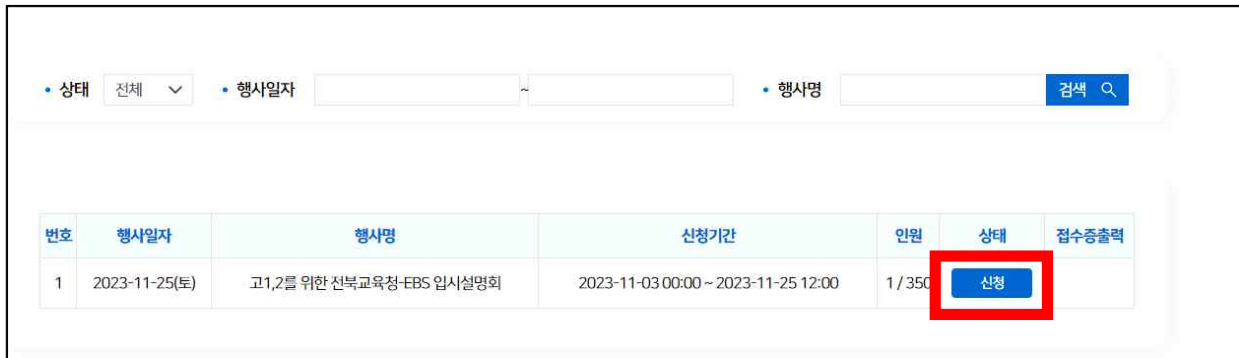 • 상태 전체 • 행사일자 ~ • 행사명 검색
번호 행사일자 행사명 신청기간 인원 상태 접수증출력
1 2023-11-25(토) 고1,2를 위한 전북교육청-EBS 입시설명회 2023-11-03 00:00 ~ 2023-11-25 12:00 1 / 350 신청